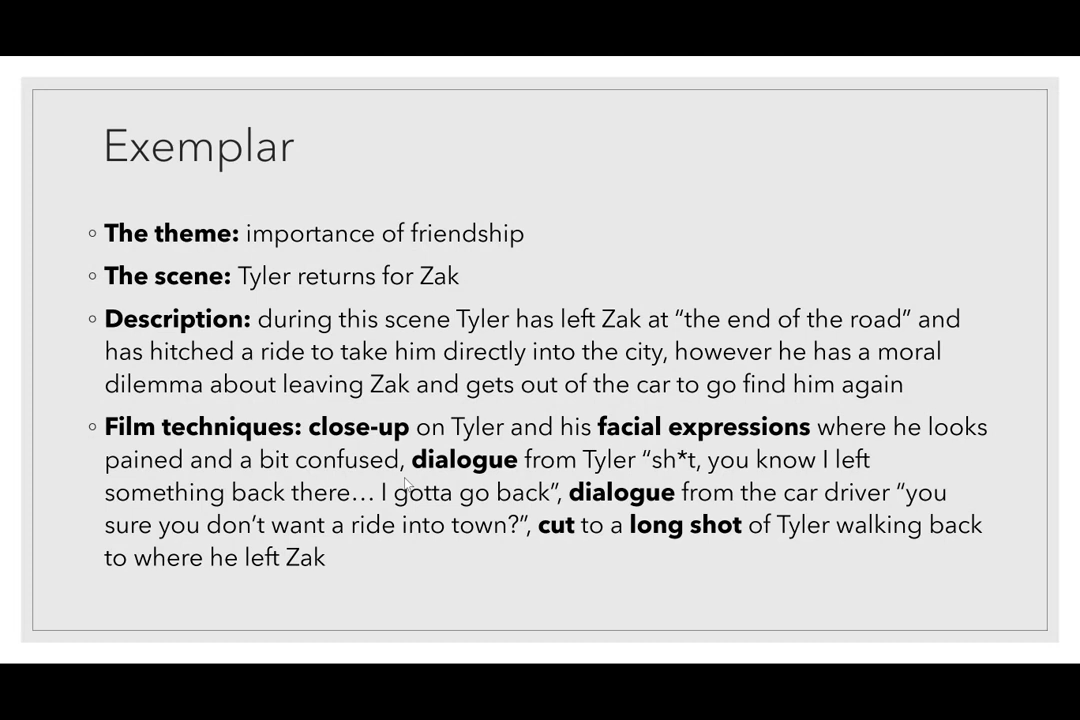 Exemplar
◦ The theme: importance of friendship
◦ The scene: Tyler returns for Zak
◦ Description: during this scene Tyler has left Zak at “the end of the road” and
has hitched a ride to take him directly into the city, however he has a moral
dilemma about leaving Zak and gets out of the car to go find him again
◦ Film techniques: close-up on Tyler and his facial expressions where he looks
pained and a bit confused, dialogue from Tyler “sh*t, you know I left
something back there… I gotta go back”, dialogue from the car driver “you
sure you don’t want a ride into town?”, cut to a long shot of Tyler walking back
to where he left Zak